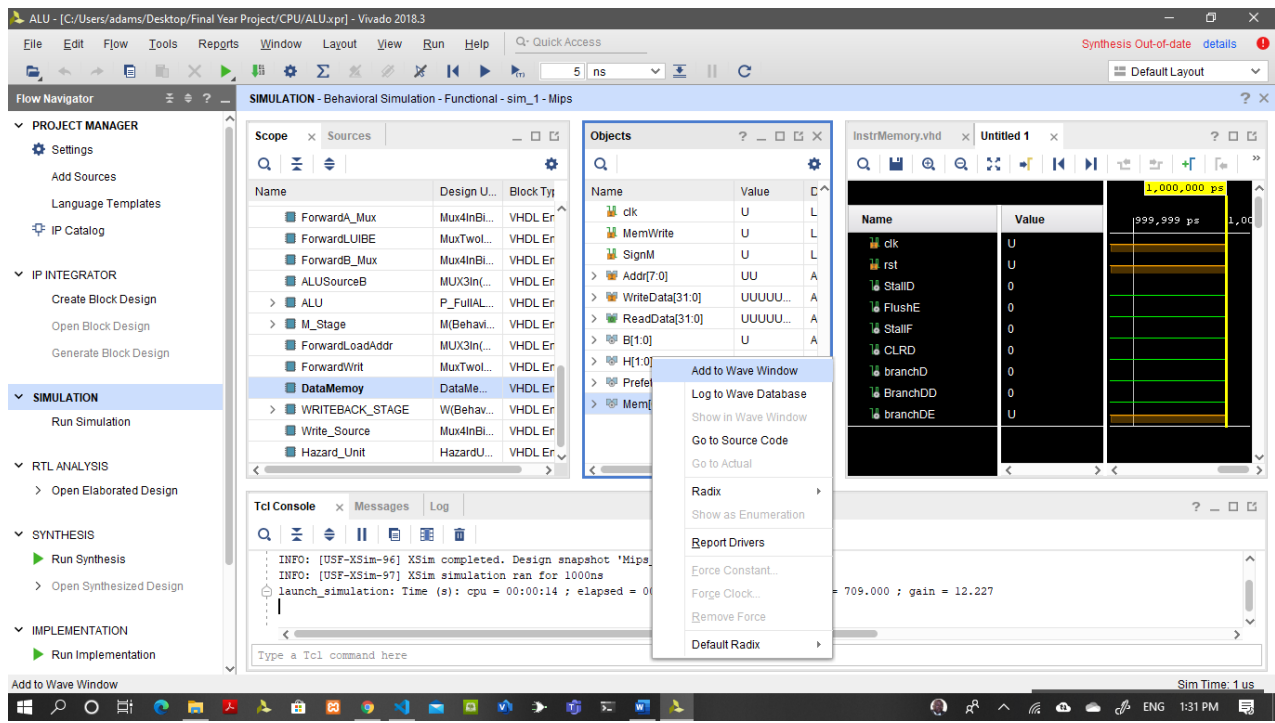 ALU - [C:/Users/adams/Desktop/Final Year Project/CPU/ALU.xpr] - Vivado 2018.3
File Edit Flow Tools Reports Window Layout View Run Help Quick Access
Synthesis Out-of-date details
5 ns
Default Layout
Flow Navigator
SIMULATION - Behavioral Simulation - Functional - sim_1 - Mips
PROJECT MANAGER
Settings
Add Sources
Language Templates
IP Catalog
IP INTEGRATOR
Create Block Design
Open Block Design
Generate Block Design
SIMULATION
Run Simulation
RTL ANALYSIS
Open Elaborated Design
SYNTHESIS
Run Synthesis
Open Synthesized Design
IMPLEMENTATION
Run Implementation
Scope Sources
Name Design U... Block Typ
ForwardA_Mux Mux4InBi... VHDL En
ForwardLUIBE MuxTwoI... VHDL En
ForwardB_Mux Mux4InBi... VHDL En
ALUSourceB MUX3In(... VHDL En
ALU P_FullAL... VHDL En
M_Stage M(Behavi... VHDL En
ForwardLoadAddr MUX3In(... VHDL En
ForwardWrit MuxTwoI... VHDL En
DataMemoy DataMe... VHDL En
WRITEBACK_STAGE W(Behav... VHDL En
Write_Source Mux4InBi... VHDL En
Hazard_Unit HazardU... VHDL En
Objects
Name Value
clk U L
MemWrite U L
SignM U L
Addr[7:0] UU A
WriteData[31:0] UUUUU... A
ReadData[31:0] UUUUU... A
B[1:0] U A
H[1:0]
Prefet
Mem[
Add to Wave Window
Log to Wave Database
Show in Wave Window
Go to Source Code
Go to Actual
Radix
Show as Enumeration
Report Drivers
Force Constant...
Force Clock...
Remove Force
Default Radix
InstrMemory.vhd Untitled 1
1,000,000 ps
Name Value 999,999 ps 1,00
clk U
rst U
StallD 0
FlushE 0
StallF 0
CLRD 0
branchD 0
BranchDD 0
branchDE U
Tcl Console Messages Log
INFO: [USF-XSim-96] XSim completed. Design snapshot 'Mips_
INFO: [USF-XSim-97] XSim simulation ran for 1000ns
launch_simulation: Time (s): cpu = 00:00:14 ; elapsed = 00 = 709.000 ; gain = 12.227
Type a Tcl command here
Add to Wave Window
Sim Time: 1 us
ENG 1:31 PM